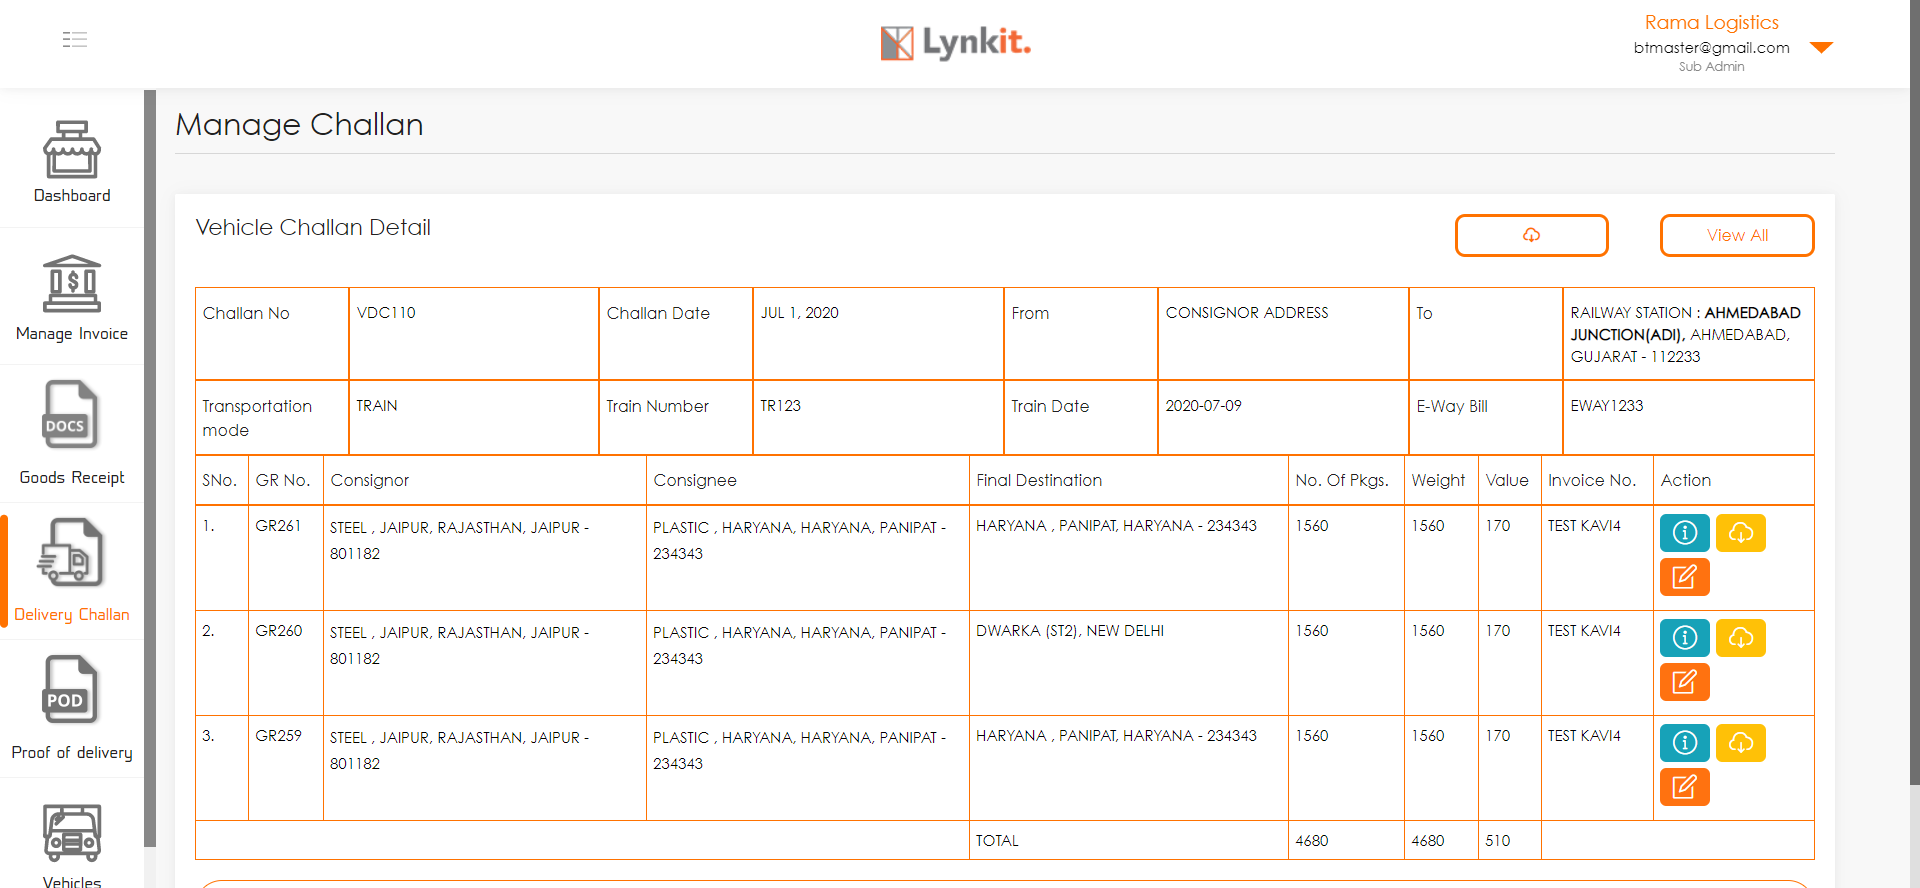 Lynkit.
Rama Logistics
btmaster@gmail.com
Sub Admin
Dashboard
Manage Invoice
DOCS
Goods Receipt
Delivery Challan
POD
Proof of delivery
Vehicles
Manage Challan
Vehicle Challan Detail
View All
Challan No VDC110 Challan Date JUL 1, 2020 From CONSIGNOR ADDRESS To RAILWAY STATION : AHMEDABAD
JUNCTION(ADI), AHMEDABAD,
GUJARAT - 112233
Transportation TRAIN Train Number TR123 Train Date 2020-07-09 E-Way Bill EWAY1233
mode
SNo. GR No. Consignor Consignee Final Destination No. Of Pkgs. Weight Value Invoice No. Action
1. GR261 STEEL , JAIPUR, RAJASTHAN, JAIPUR - PLASTIC , HARYANA, HARYANA, PANIPAT - HARYANA , PANIPAT, HARYANA - 234343 1560 1560 170 TEST KAVI4
801182 234343
2. GR260 STEEL , JAIPUR, RAJASTHAN, JAIPUR - PLASTIC , HARYANA, HARYANA, PANIPAT - DWARKA (ST2), NEW DELHI 1560 1560 170 TEST KAVI4
801182 234343
3. GR259 STEEL , JAIPUR, RAJASTHAN, JAIPUR - PLASTIC , HARYANA, HARYANA, PANIPAT - HARYANA , PANIPAT, HARYANA - 234343 1560 1560 170 TEST KAVI4
801182 234343
TOTAL 4680 4680 510